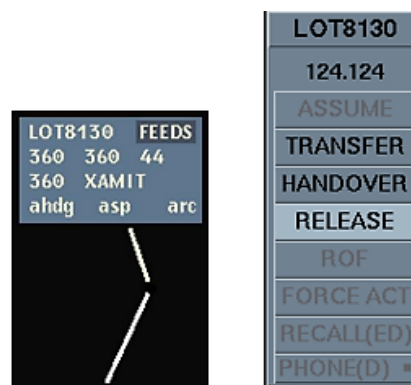 LOT8130 FEEDS
360 360 44
360 XAMIT
ahdg asp arc
LOT8130
124.124
ASSUME
TRANSFER
HANDOVER
RELEASE
ROF
FORCE ACT
RECALL(ED)
PHONE(D)